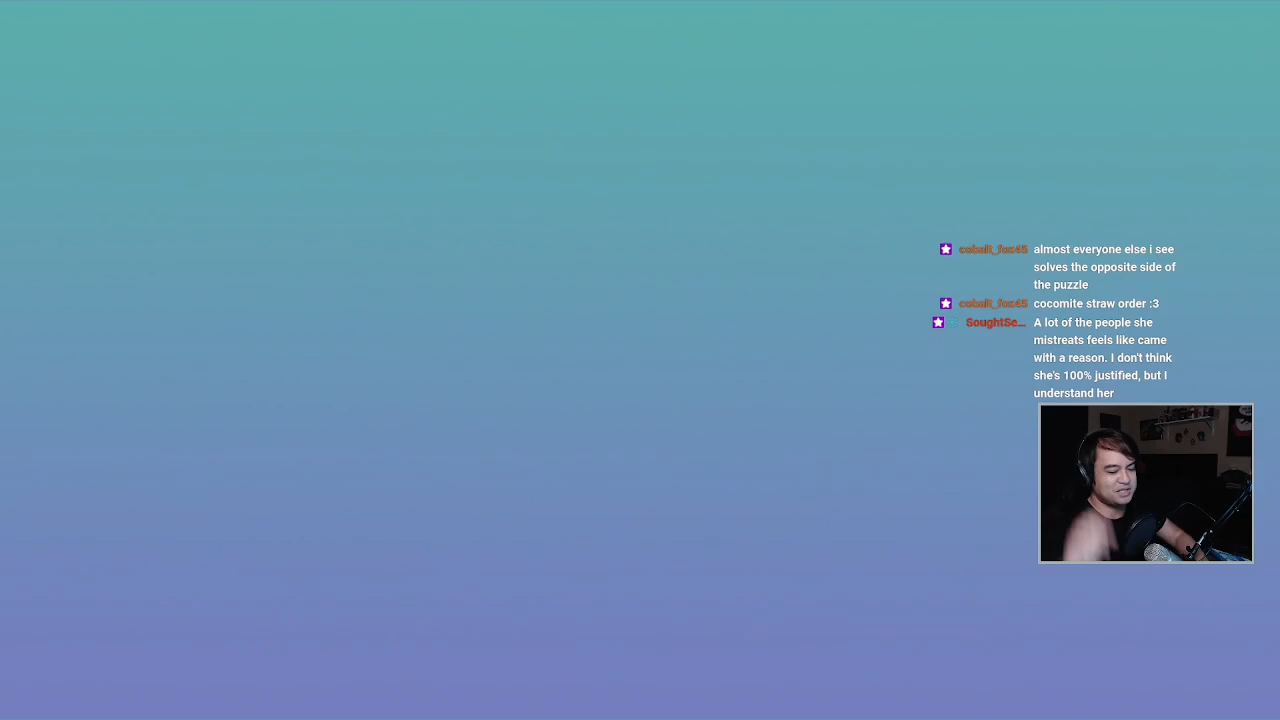 cobalt_fox45 almost everyone else i see
solves the opposite side of
the puzzle
cobalt_fox45 cocomite straw order :3
SoughtSe... A lot of the people she
mistreats feels like came
with a reason. I don't think
she's 100% justified, but I
understand her